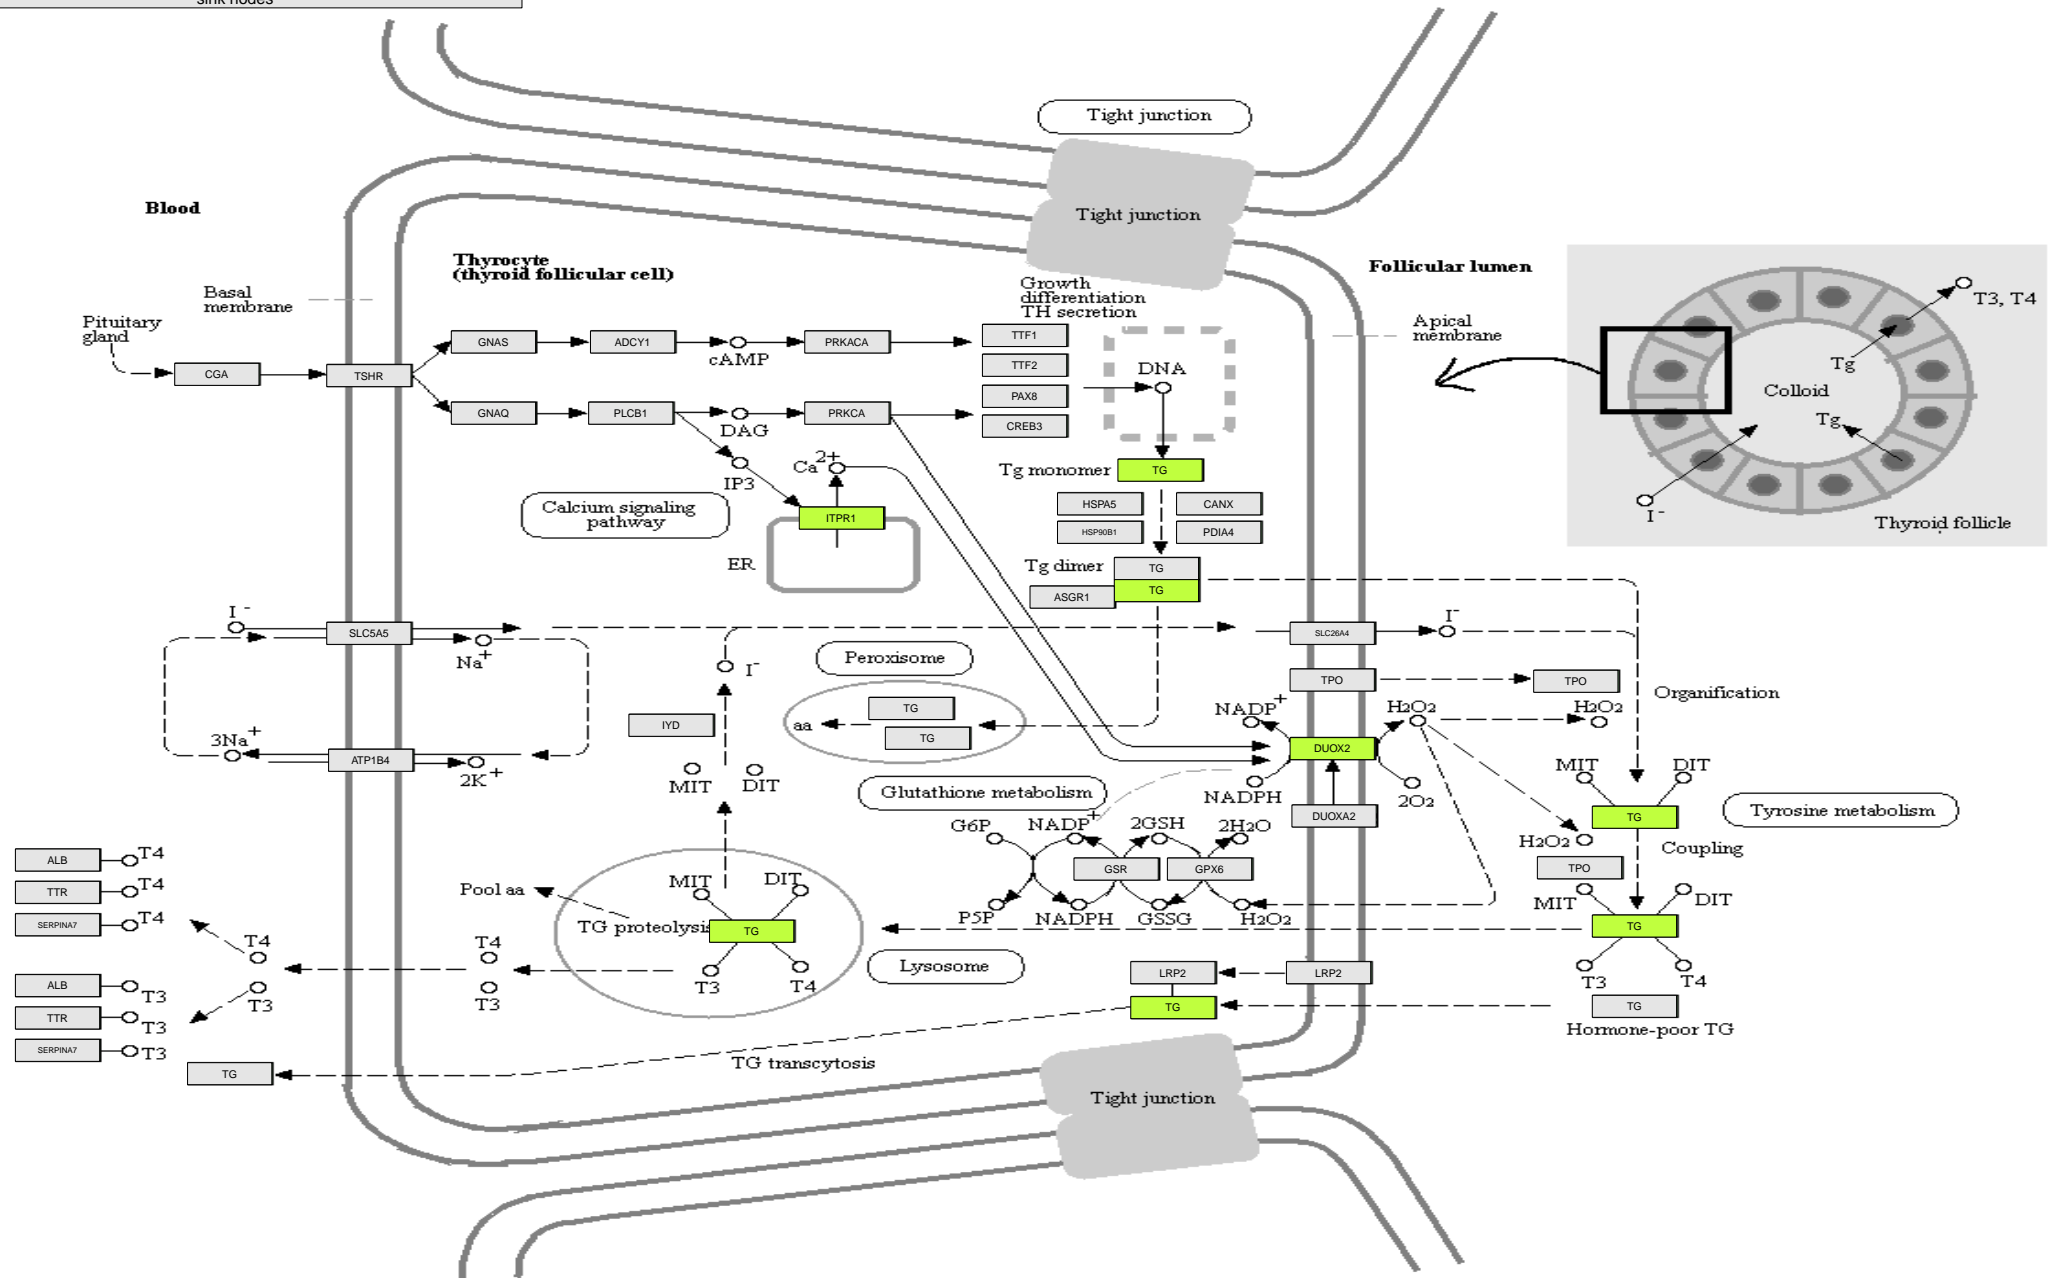 sink nodes
Tight junction
Tight junction
Blood
Thyrocyte
(thyroid follicular cell)
Follicular lumen
Basal
membrane
Growth
differentiation
TH secretion
Apical
membrane
Pituitary
gland
CGA
TSHR
GNAS
ADCY1
cAMP
PRKACA
TTF1
TTF2
PAX8
CREB3
DNA
GNAQ
PLCB1
DAG
PRKCA
IP3
Ca2+
Calcium signaling
pathway
ITPR1
ER
Tg monomer
TG
HSPA5
CANX
HSP90B1
PDIA4
Tg dimer
TG
TG
ASGR1
T3, T4
Tg
Colloid
Tg
I-
Thyroid follicle
I-
SLC5A5
Na+
3Na+
ATP1B4
2K+
I-
IYD
MIT
DIT
Peroxisome
TG
aa
TG
SLC26A4
I-
TPO
TPO
Organification
NADP+
H2O2
H2O2
DUOX2
NADPH
2O2
DUOXA2
Glutathione metabolism
G6P
NADP+
2GSH
2H2O
GSR
GPX6
P5P
NADPH
GSSG
H2O2
MIT
DIT
TG
Tyrosine metabolism
H2O2
Coupling
TPO
MIT
DIT
TG
T3
T4
TG
Hormone-poor TG
Pool aa
MIT
DIT
TG proteolysis
TG
T3
T4
Lysosome
LRP2
LRP2
TG
T4
T3
T4
T3
ALB
T4
TTR
T4
SERPINA7
T4
ALB
T3
TTR
T3
SERPINA7
T3
TG
TG transcytosis
Tight junction